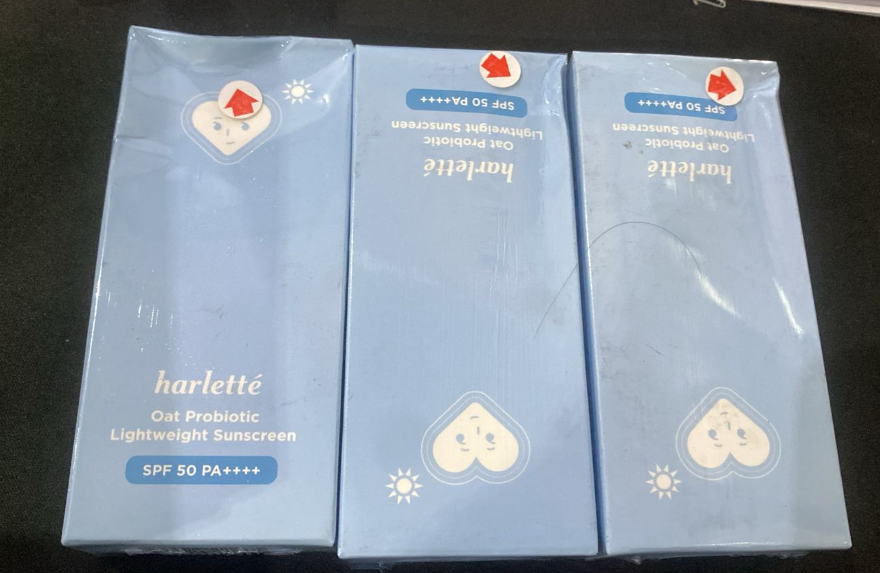 harletté
Oat Probiotic
Lightweight Sunscreen
SPF 50 PA++++
harletté
Oat Probiotic
Lightweight Sunscreen
SPF 50 PA++++
harletté
Oat Probiotic
Lightweight Sunscreen
SPF 50 PA++++